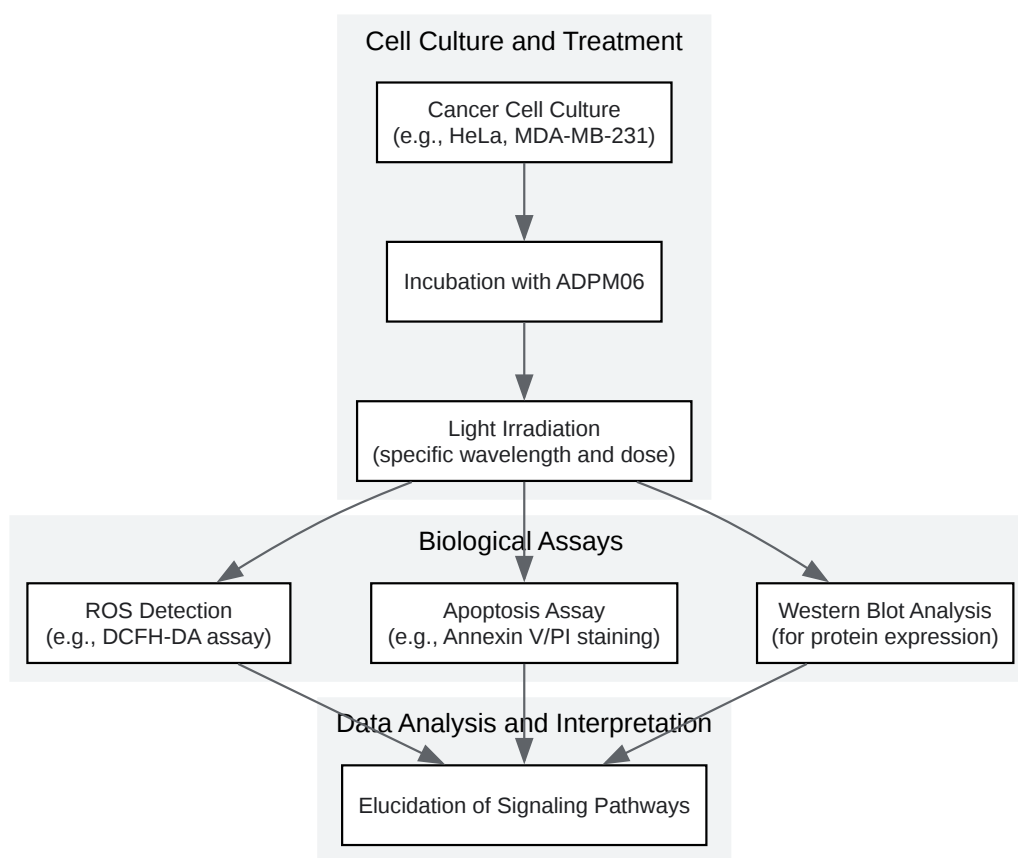 Cell Culture and Treatment
Cancer Cell Culture
(e.g., HeLa, MDA-MB-231)
Incubation with ADPM06
Light Irradiation
(specific wavelength and dose)
Biological Assays
ROS Detection
(e.g., DCFH-DA assay)
Apoptosis Assay
(e.g., Annexin V/PI staining)
Western Blot Analysis
(for protein expression)
Data Analysis and Interpretation
Elucidation of Signaling Pathways